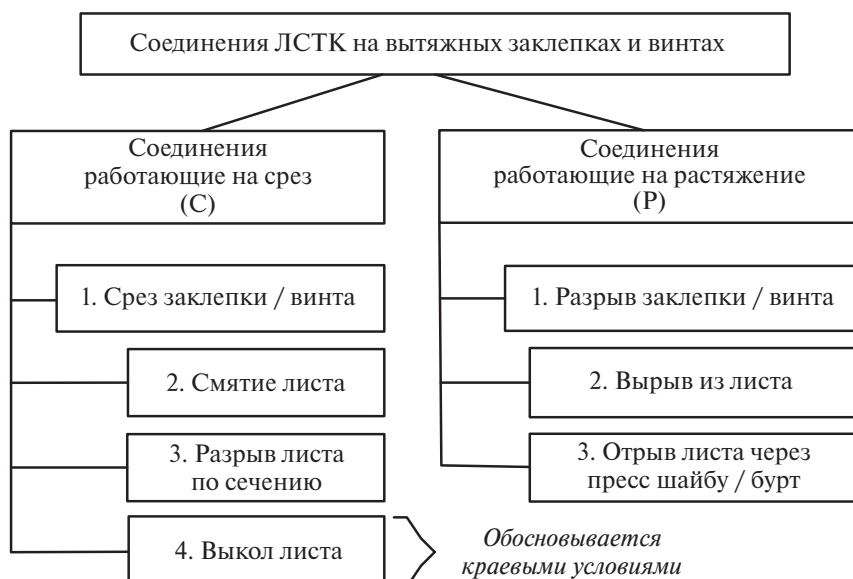 Соединения ЛСТК на вытяжных заклепках и винтах
Соединения
работающие на срез
(С)
1. Срез заклепки / винта
2. Смятие листа
3. Разрыв листа
по сечению
4. Выкол листа
Обосновывается
краевыми условиями
Соединения
работающие на растяжение
(Р)
1. Разрыв заклепки / винта
2. Вырыв из листа
3. Отрыв листа через
пресс шайбу / бурт